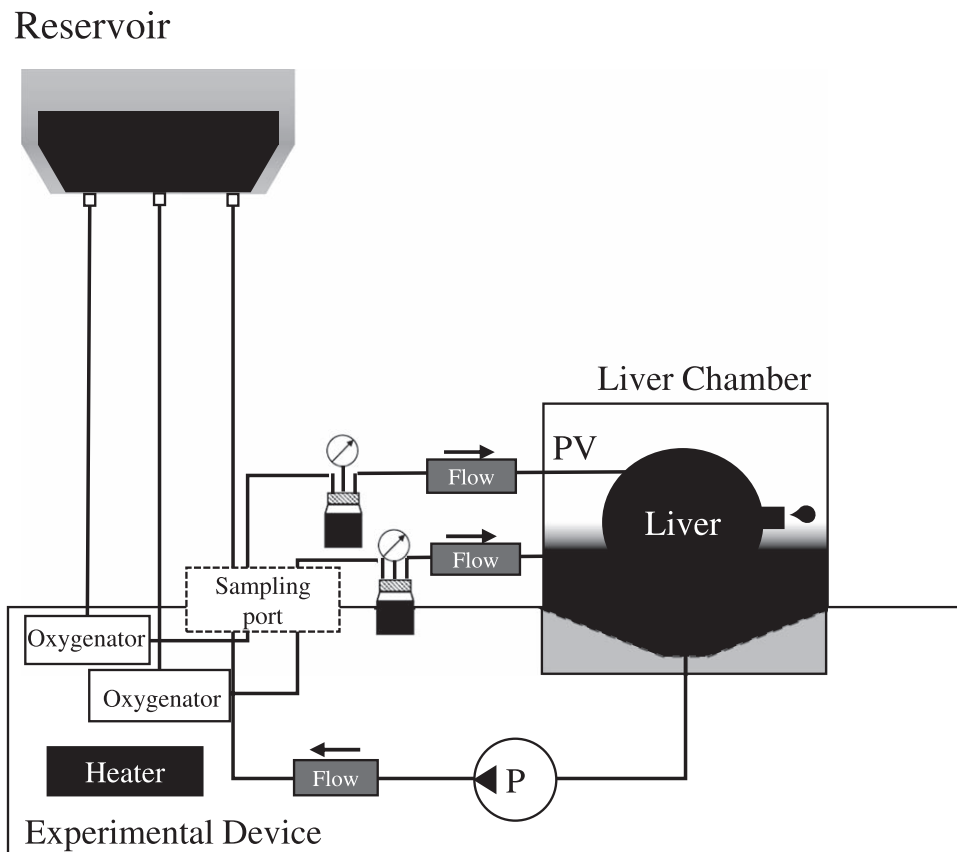 Reservoir
Liver Chamber
PV
Flow
Liver
Flow
Sampling
port
Oxygenator
Oxygenator
Heater
Flow
P
Experimental Device